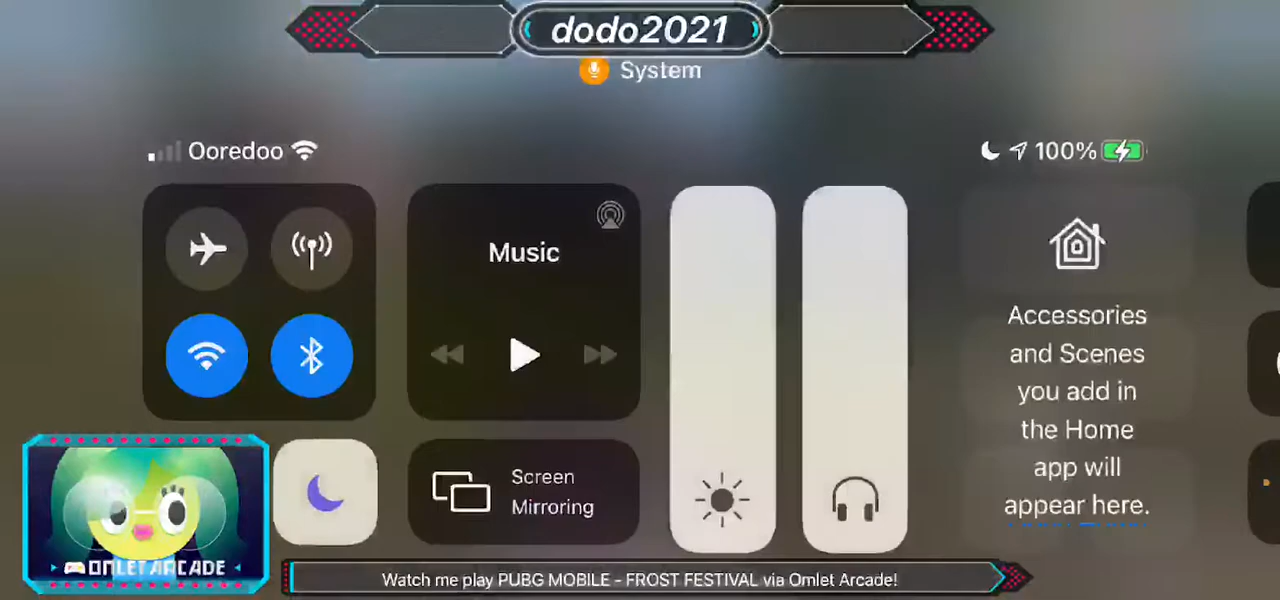 dodo2021
System
Ooredoo
100%
Music
Accessories
and Scenes
you add in
the Home
app will
appear here.
Screen
Mirroring
OMLET ARCADE
Watch me play PUBG MOBILE - FROST FESTIVAL via Omlet Arcade!